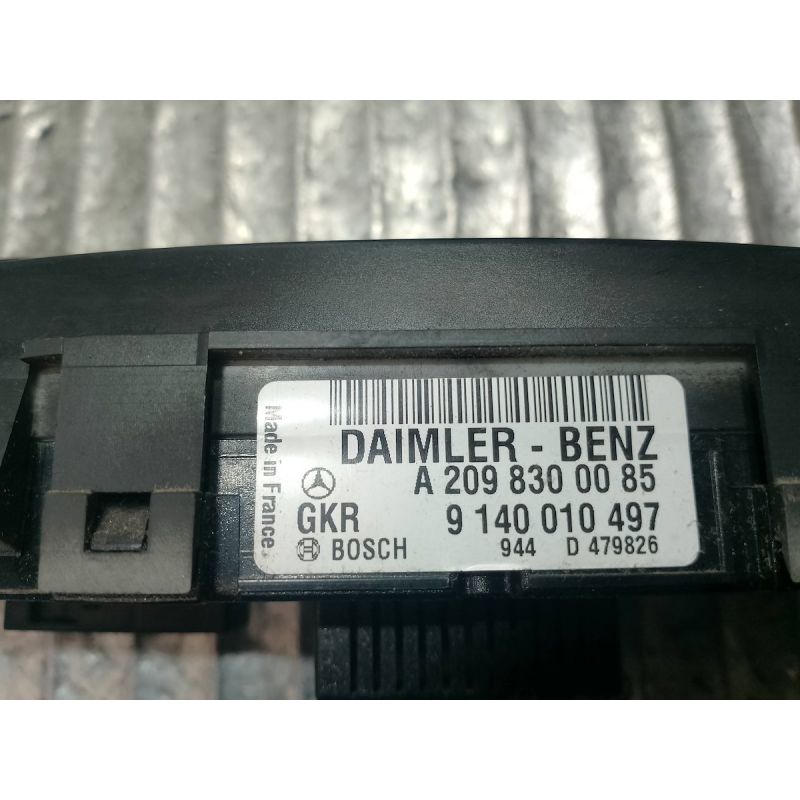 Made in France.
DAIMLER - BENZ
A 209 830 00 85
GKR 9 140 010 497
BOSCH 944 D 479826